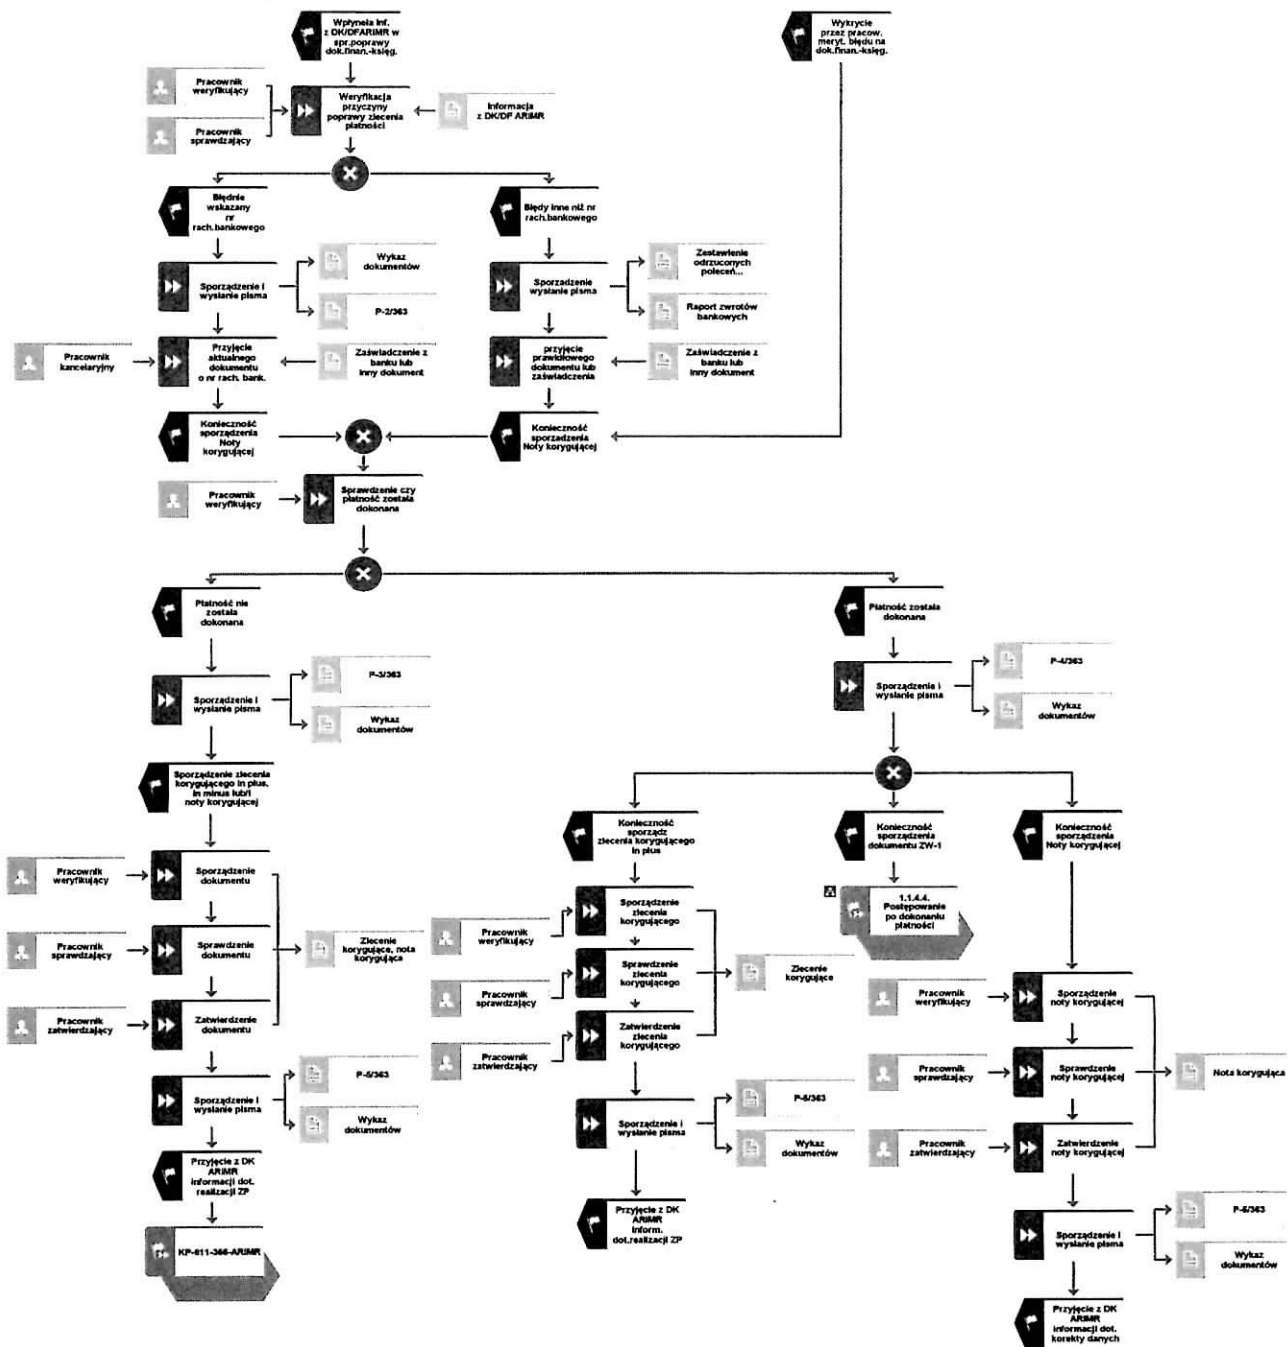 Wpłynęła inf.
z DK/DFARIMR w
spr.poprawy
dok.finan.-księg.
Wykrycie
przez pracow.
meryt. błędu na
dok.finan.-księg.
Pracownik
weryfikujący
Weryfikacja
przyczyny
poprawy zlecenia
płatności
Informacja
z DK/DF ARIMR
Pracownik
sprawdzający
Błędnie
wskazany
nr
rach.bankowego
Błędy inne niż nr
rach.bankowego
Sporządzenie i
wysłanie pisma
Wykaz
dokumentów
P-2/363
Sporzadzenie
wysłanie pisma
Zestawienie
odrzuconych
poleceń...
Raport zwrotów
bankowych
Pracownik
kancelaryjny
Przyjęcie
aktualnego
dokumentu
o nr rach. bank.
Zaświadczenie z
banku lub
inny dokument
przyjęcie
prawidłowego
dokumentu lub
zaświadczenia
Zaświadczenie z
banku lub
inny dokument
Konieczność
sporządzenia
Noty
korygującej
Konieczność
sporzadzenia
Noty korygującej
Pracownik
weryfikujący
Sprawdzenie czy
płatność została
dokonana
Płatność nie
została
dokonana
Płatność została
dokonana
Sporządzenie i
wysłanie pisma
P-3/363
Wykaz
dokumentów
Sporządzenie i
wysłanie pisma
P-4/363
Wykaz
dokumentów
Sporządzenie zlecenia
korygującego in plus,
in minus lub/i
noty korygującej
Konieczność
sporządz
zlecenia korygującego
in plus
Konieczność
sporządzenia
dokumentu ZW-1
Konieczność
sporządzenia
Noty korygującej
1.1.4.4.
Postępowanie
po dokonaniu
płatności
Pracownik
weryfikujący
Sporządzenie
dokumentu
Pracownik
sprawdzający
Sprawdzenie
dokumentu
Zlecenie
korygujące, nota
korygująca
Pracownik
zatwierdzający
Zatwierdzenie
dokumentu
Pracownik
weryfikujący
Sporządzenie
zlecenia
korygującego
Pracownik
sprawdzający
Sprawdzenie
zlecenia
korygującego
Zlecenie
korygujące
Pracownik
zatwierdzający
Zatwierdzenie
zlecenia
korygującego
Pracownik
weryfikujący
Sporządzenie
noty korygującej
Pracownik
sprawdzający
Sprawdzenie
noty korygującej
Nota korygująca
Pracownik
zatwierdzający
Zatwierdzenie
noty korygującej
Sporządzenie i
wysłanie pisma
P-5/363
Wykaz
dokumentów
Sporządzenie i
wysłanie pisma
P-6/363
Wykaz
dokumentów
Przyjęcie z DK
ARIMR
informacji dot.
realizacji ZP
KP-611-366-ARIMR
Przyjęcie z DK
ARIMR
inform.
dot.realizacji ZP
Sporządzenie i
wysłanie pisma
P-5/363
Wykaz
dokumentów
Przyjęcie z DK
ARIMR
informacji dot.
korekty danych